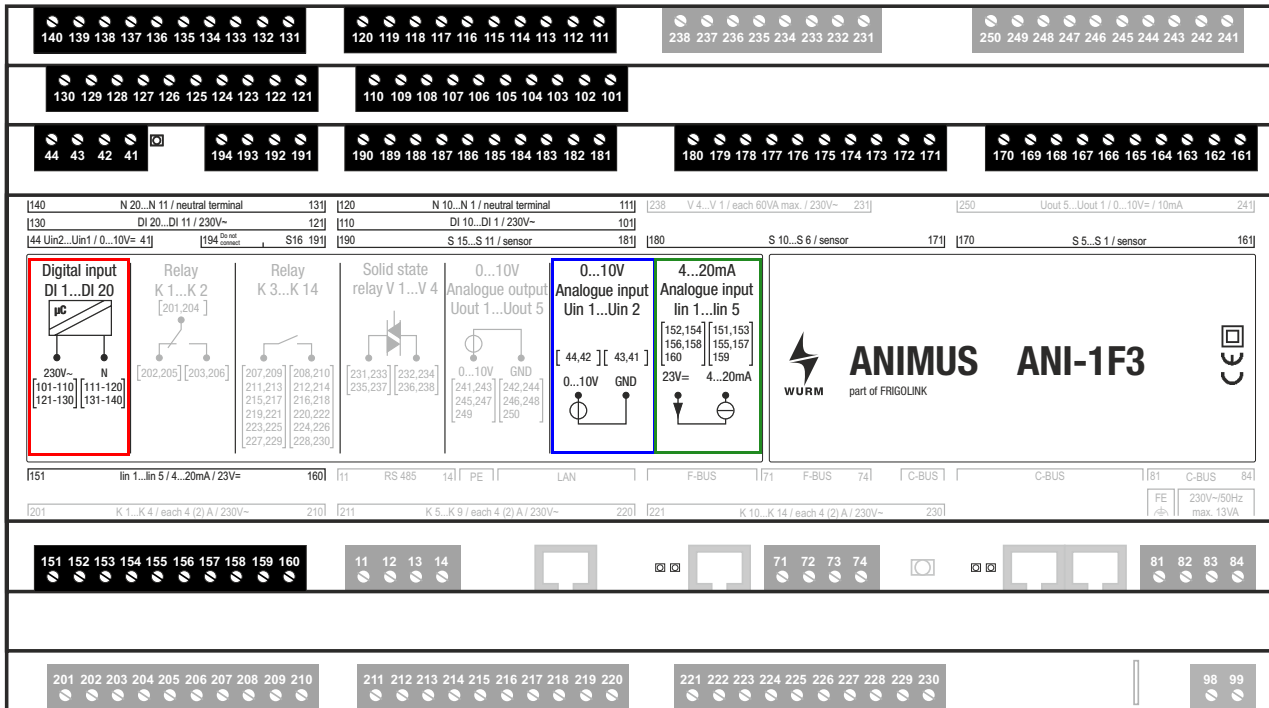 140 139 138 137 136 135 134 133 132 131
120 119 118 117 116 115 114 113 112 111
238 237 236 235 234 233 232 231
250 249 248 247 246 245 244 243 242 241
130 129 128 127 126 125 124 123 122 121
110 109 108 107 106 105 104 103 102 101
44 43 42 41
194 193 192 191
190 189 188 187 186 185 184 183 182 181
180 179 178 177 176 175 174 173 172 171
170 169 168 167 166 165 164 163 162 161
140 N 20...N 11 / neutral terminal 131
120 N 10...N 1 / neutral terminal 111
238 V 4...V 1 / each 60VA max. / 230V~ 231
250 Uout 5...Uout 1 / 0...10V= / 10mA 241
130 DI 20...DI 11 / 230V~ 121
110 DI 10...DI 1 / 230V~ 101
44 Uin2...Uin1 / 0...10V= 41
194 Do not connect S16 191
190 S 15...S 11 / sensor 181
180 S 10...S 6 / sensor 171
170 S 5...S 1 / sensor 161
Digital input
DI 1...DI 20
µC
230V~ N
[101-110] [111-120]
[121-130] [131-140]
Relay
K 1...K 2
[201,204]
[202,205] [203,206]
Relay
K 3...K 14
[207,209] [208,210]
211,213 212,214
215,217 216,218
219,221 220,222
223,225 224,226
227,229 228,230
Solid state
relay V 1...V 4
[231,233] [232,234]
235,237 236,238
0...10V
Analogue output
Uout 1...Uout 5
0...10V GND
[241,243] [242,244]
245,247 246,248
249 250
0...10V
Analogue input
Uin 1...Uin 2
[ 44,42 ] [ 43,41 ]
0...10V GND
4...20mA
Analogue input
Iin 1...Iin 5
[152,154] [151,153]
156,158 155,157
160 159
23V= 4...20mA
WURM
ANIMUS ANI-1F3
part of FRIGOLINK
CE
151 Iin 1...Iin 5 / 4...20mA / 23V= 160
11 RS 485 14
PE
LAN
F-BUS
71 F-BUS 74
C-BUS
C-BUS
81 C-BUS 84
201 K 1...K 4 / each 4 (2) A / 230V~ 210
211 K 5...K 9 / each 4 (2) A / 230V~ 220
221 K 10...K 14 / each 4 (2) A / 230V~ 230
FE
230V~/50Hz
max. 13VA
151 152 153 154 155 156 157 158 159 160
11 12 13 14
71 72 73 74
81 82 83 84
201 202 203 204 205 206 207 208 209 210
211 212 213 214 215 216 217 218 219 220
221 222 223 224 225 226 227 228 229 230
98 99